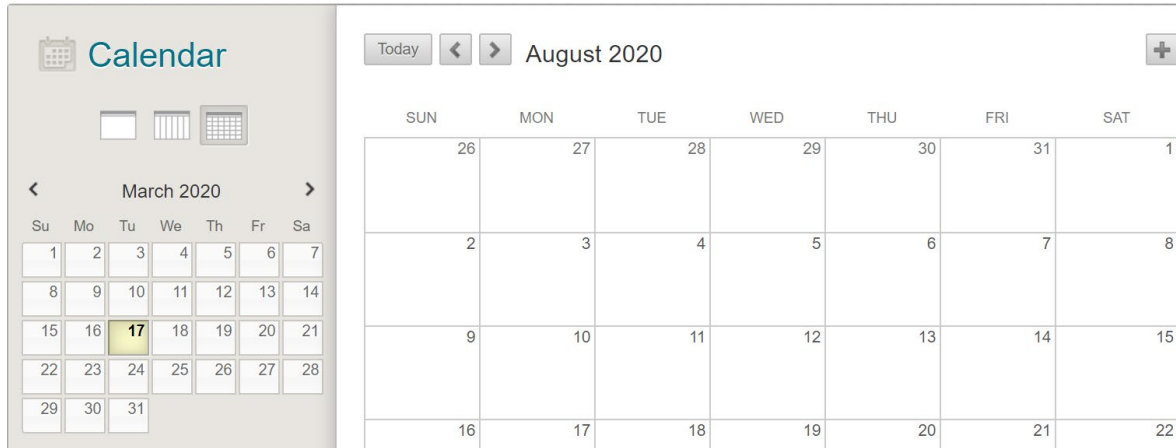 Calendar
March 2020
Su Mo Tu We Th Fr Sa
1 2 3 4 5 6 7
8 9 10 11 12 13 14
15 16 17 18 19 20 21
22 23 24 25 26 27 28
29 30 31
Today
August 2020
SUN MON TUE WED THU FRI SAT
26 27 28 29 30 31 1
2 3 4 5 6 7 8
9 10 11 12 13 14 15
16 17 18 19 20 21 22